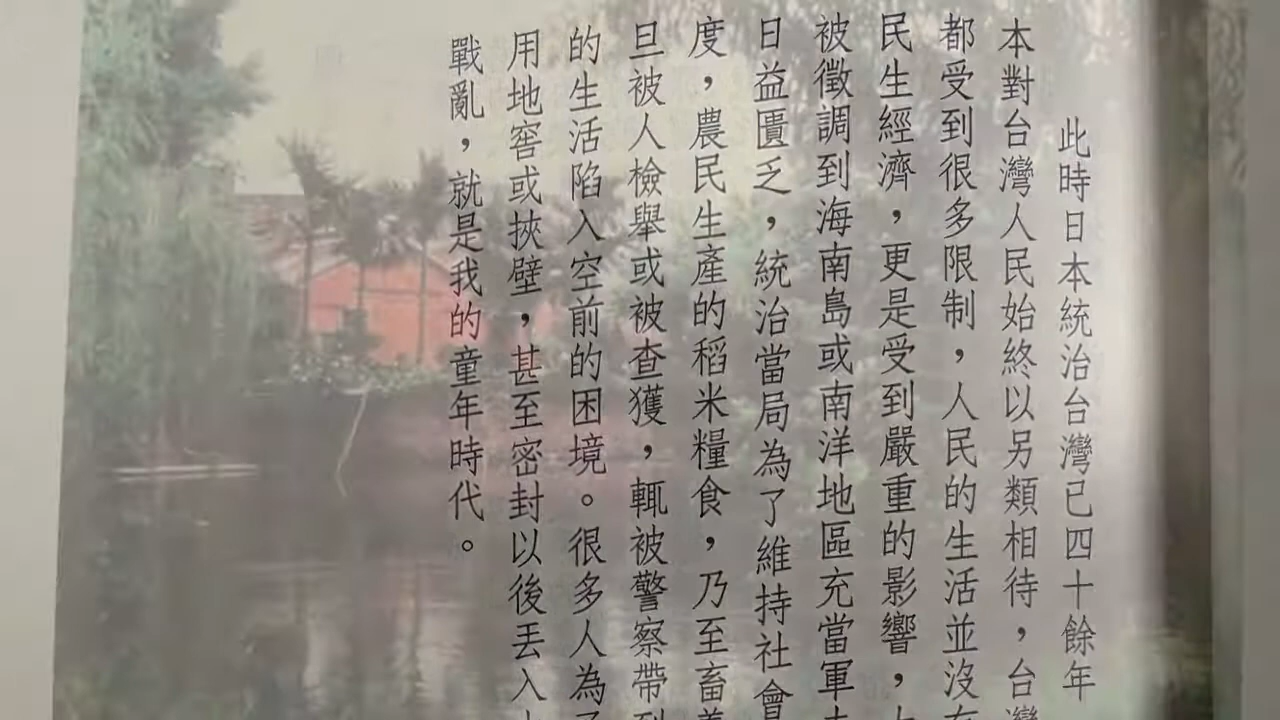 此時日本統治台灣已四十餘年
本對台灣人民始終以另類相待，台灣
都受到很多限制，人民的生活並沒有
民生經濟，更是受到嚴重的影響，
被徵調到海南島或南洋地區充當軍夫
日益匱乏，統治當局為了維持社會
度，農民生產的稻米糧食，乃至畜養
旦被人檢舉或被查獲，輒被警察帶到
的生活陷入空前的困境。很多人為了
用地窖或挾壁，甚至密封以後丟入
戰亂，就是我的童年時代。